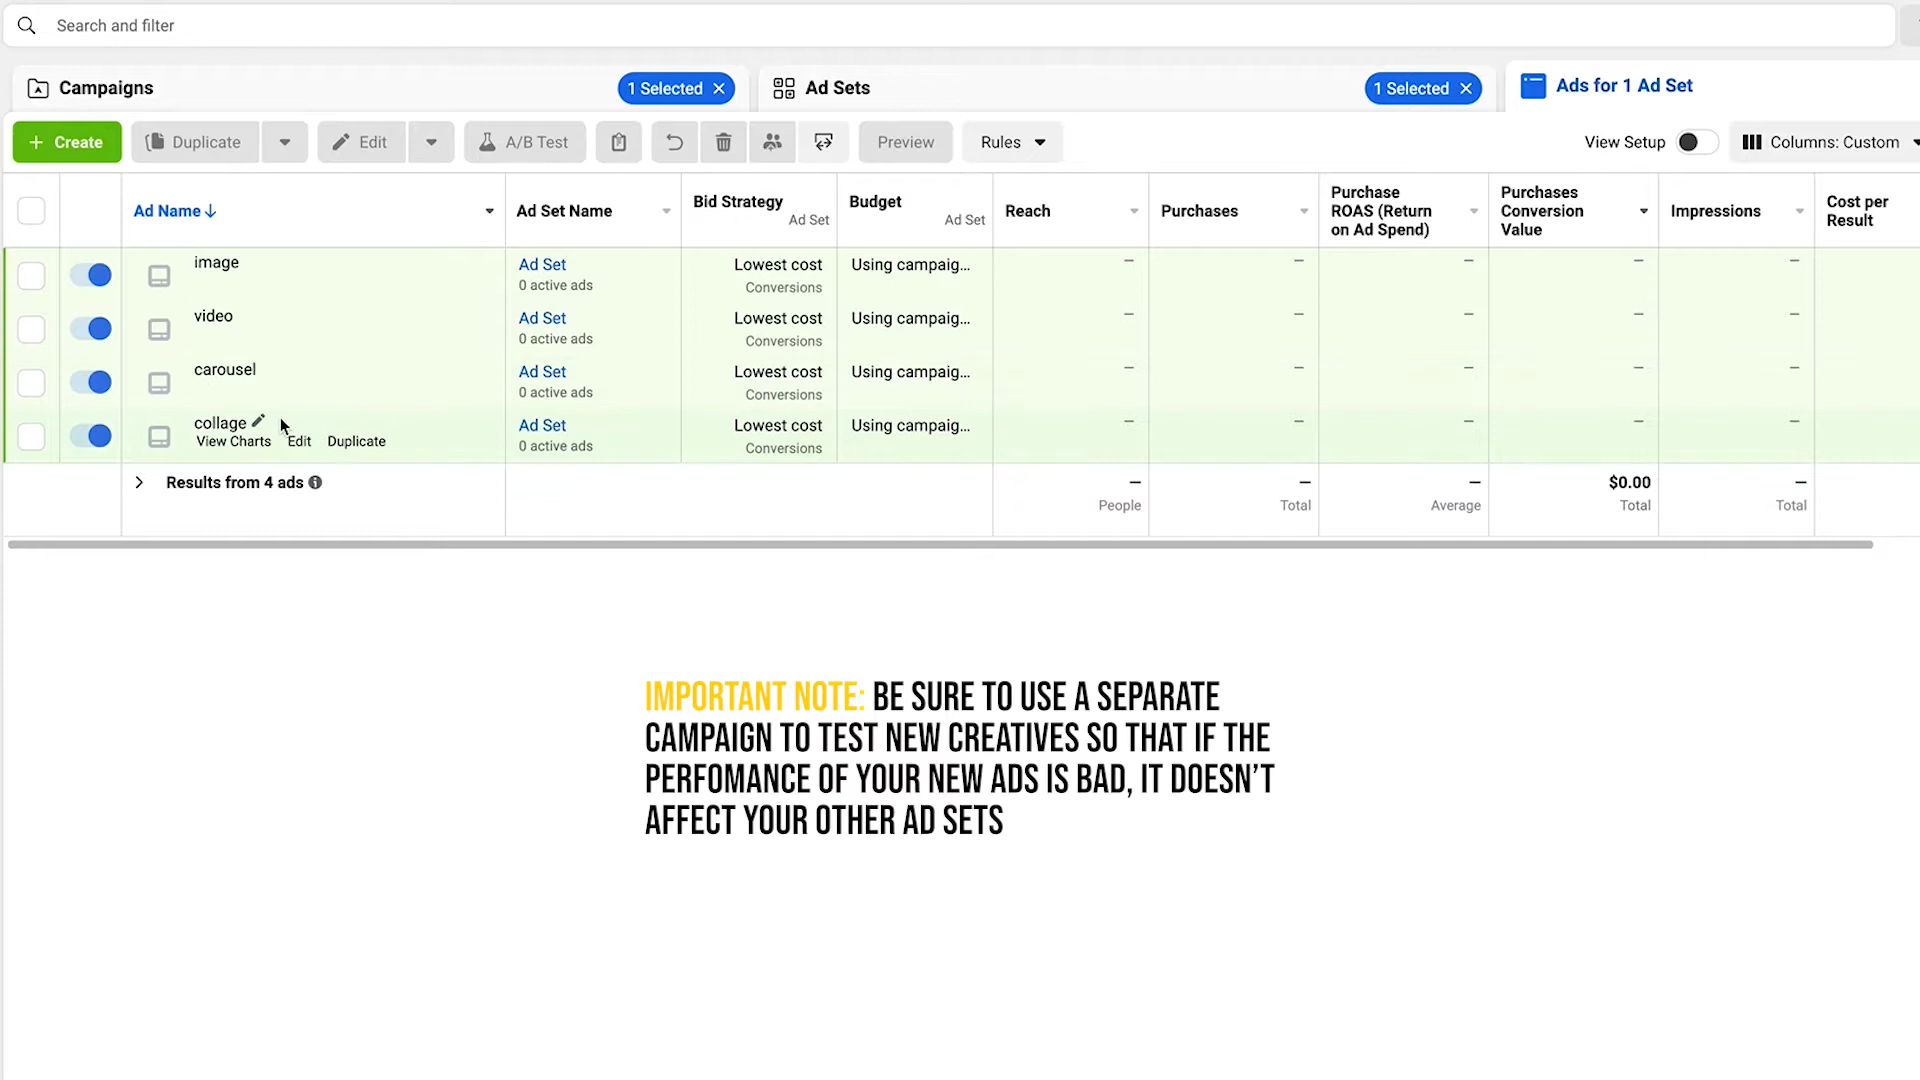 Search and filter
Campaigns
1 Selected ×
Ad Sets
1 Selected ×
Ads for 1 Ad Set
+ Create
Duplicate
Edit
A/B Test
Preview
Rules
View Setup
Columns: Custom
Ad Name ↓
Ad Set Name
Bid Strategy
Ad Set
Budget
Ad Set
Reach
Purchases
Purchase
ROAS (Return
on Ad Spend)
Purchases
Conversion
Value
Impressions
Cost per
Result
image
Ad Set
0 active ads
Lowest cost
Conversions
Using campaig...
— — — — —
video
Ad Set
0 active ads
Lowest cost
Conversions
Using campaig...
— — — — —
carousel
Ad Set
0 active ads
Lowest cost
Conversions
Using campaig...
— — — — —
collage
View Charts Edit Duplicate
Ad Set
0 active ads
Lowest cost
Conversions
Using campaig...
— — — — —
Results from 4 ads
—
People
—
Total
—
Average
$0.00
Total
—
Total
IMPORTANT NOTE: BE SURE TO USE A SEPARATE
CAMPAIGN TO TEST NEW CREATIVES SO THAT IF THE
PERFOMANCE OF YOUR NEW ADS IS BAD, IT DOESN'T
AFFECT YOUR OTHER AD SETS